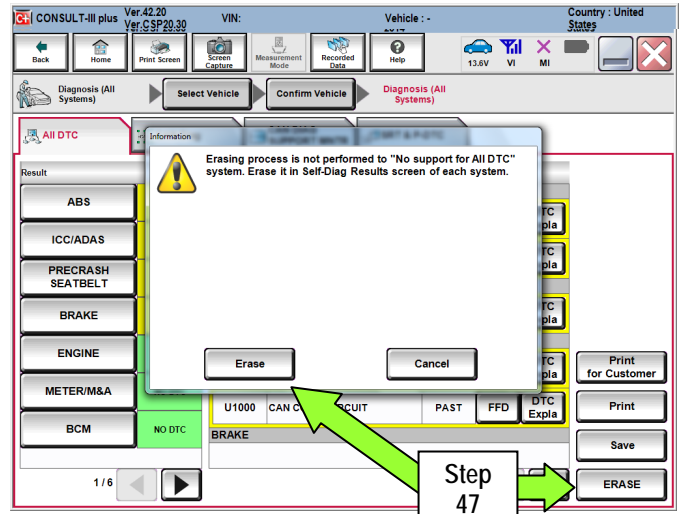 CONSULT-III plus
Ver.42.20
Ver.CSP20.30
VIN:
Vehicle : -
Country : United
States
Back
Home
Print Screen
Screen
Capture
Measurement
Mode
Recorded
Data
Help
13.6V
VI
MI
Diagnosis (All
Systems)
Select Vehicle
Confirm Vehicle
Diagnosis (All
Systems)
All DTC
Information
Erasing process is not performed to "No support for All DTC"
system. Erase it in Self-Diag Results screen of each system.
Result
ABS
ICC/ADAS
PRECRASH
SEATBELT
BRAKE
ENGINE
METER/M&A
BCM
NO DTC
Erase
Cancel
U1000
CAN
PAST
FFD
DTC
Expla
BRAKE
1/6
Print
for Customer
Print
Save
ERASE
Step
47